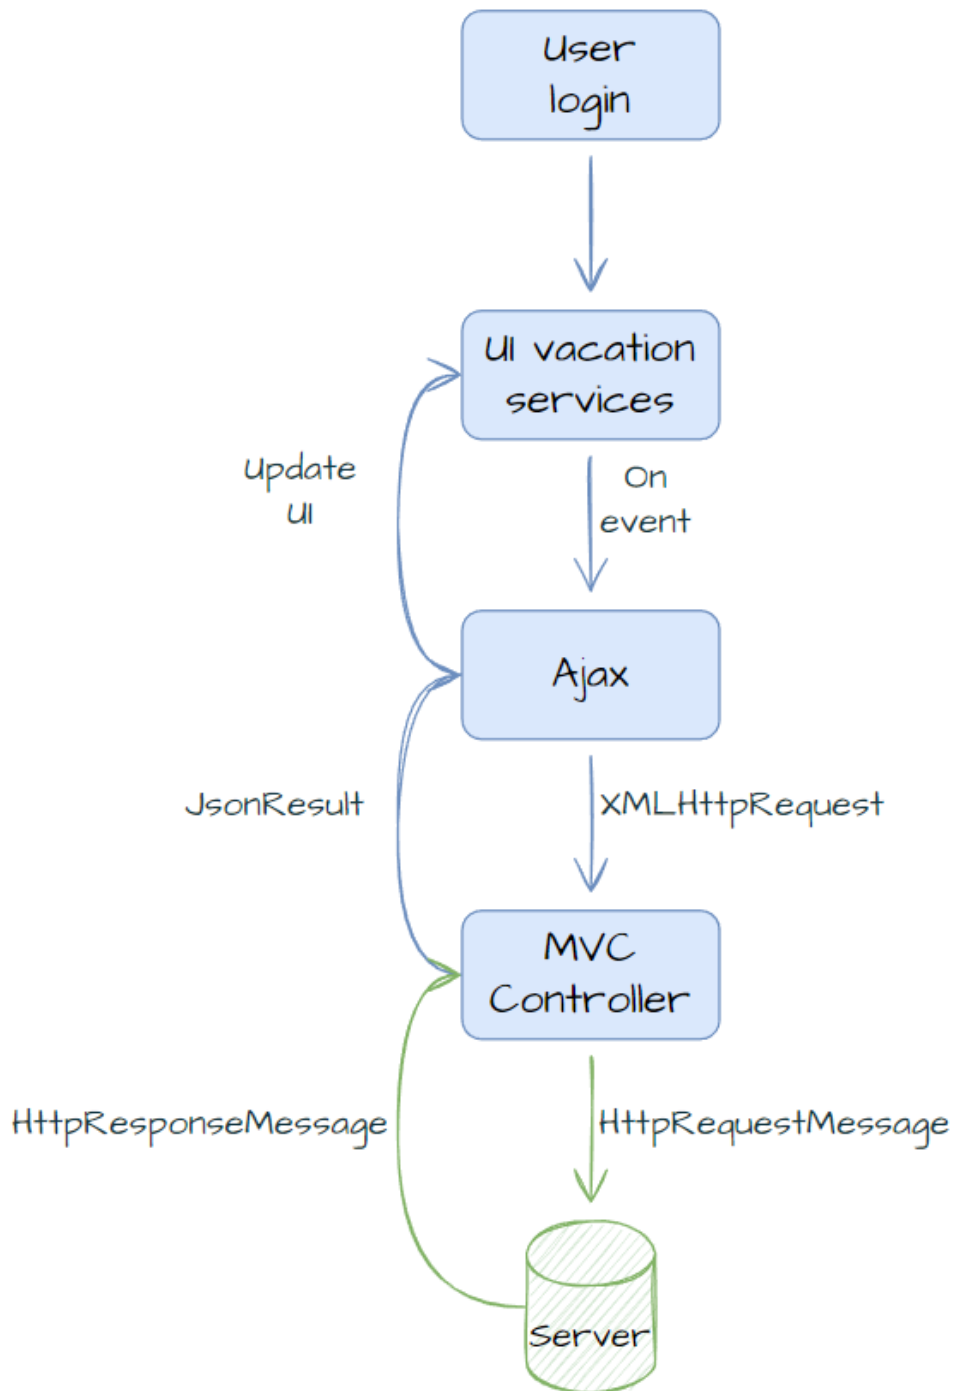 User
login
UI vacation
services
Update
UI
On
event
Ajax
JsonResult
XMLHttpRequest
MVC
Controller
HttpResponseMessage
HttpRequestMessage
Server